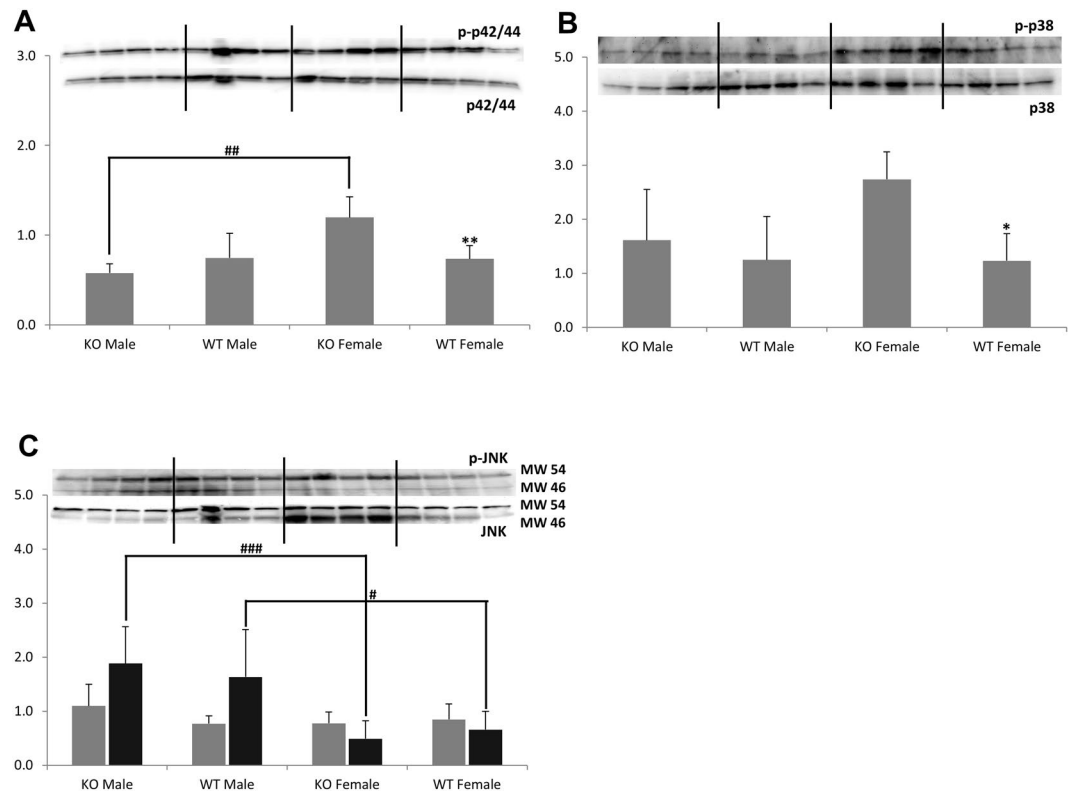 A
p-p42/44
p42/44
3.0
2.0
1.0
0.0
##
**
KO Male
WT Male
KO Female
WT Female
B
p-p38
p38
5.0
4.0
3.0
2.0
1.0
0.0
*
KO Male
WT Male
KO Female
WT Female
C
p-JNK
MW 54
MW 46
MW 54
MW 46
JNK
5.0
4.0
3.0
2.0
1.0
0.0
###
#
KO Male
WT Male
KO Female
WT Female